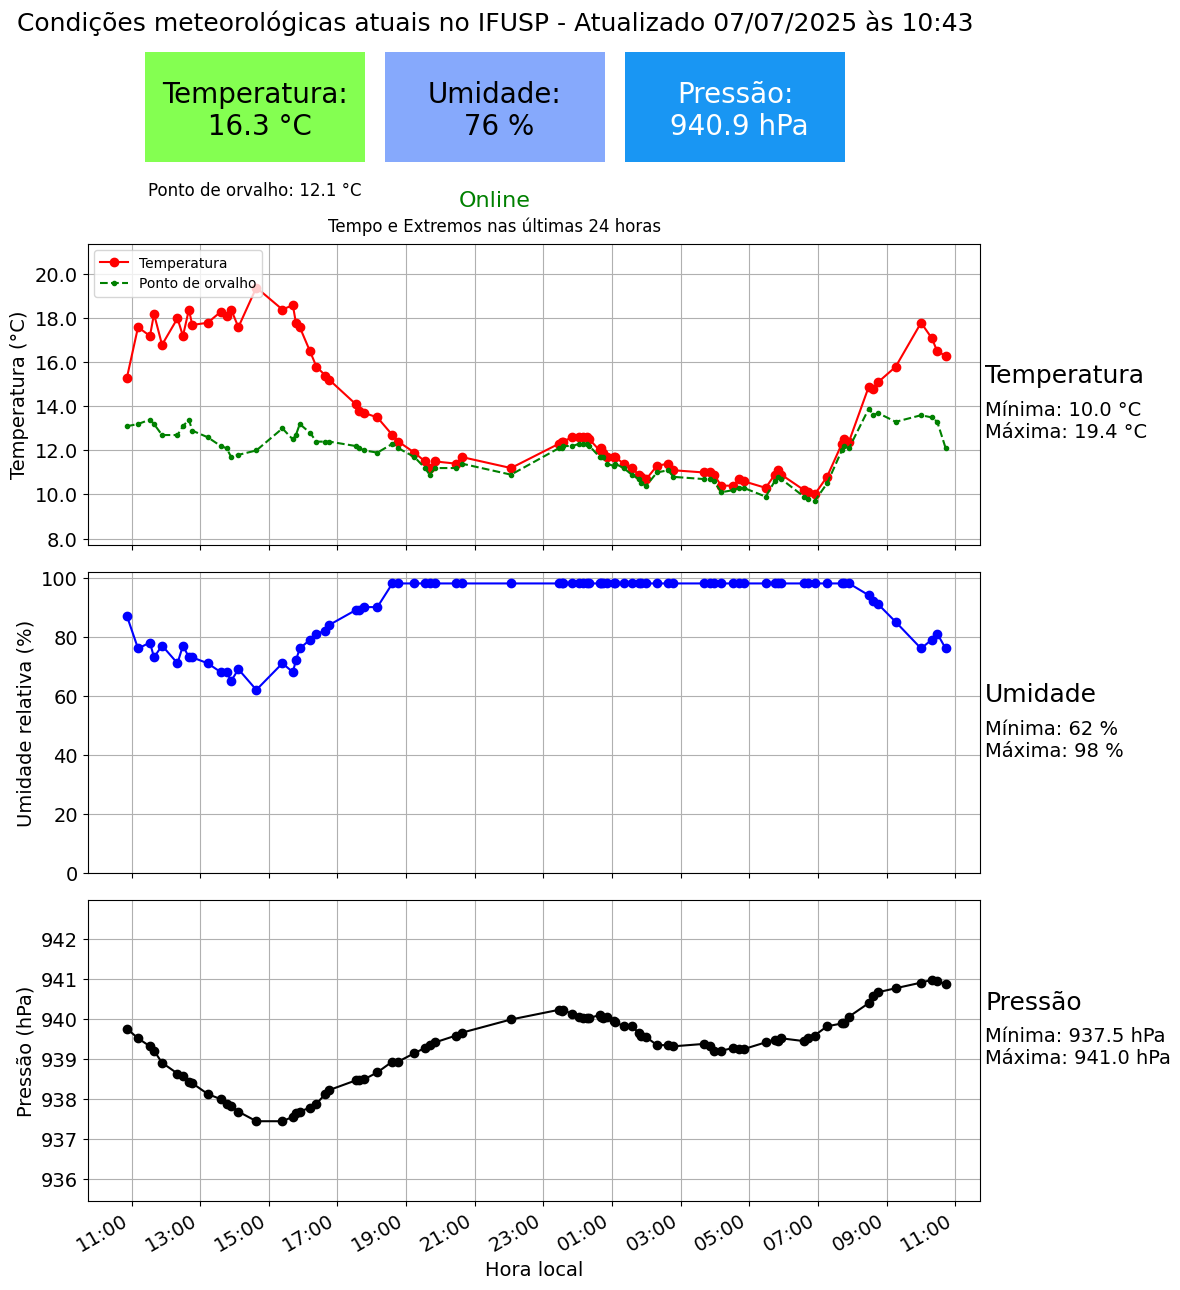 Condições meteorológicas atuais no IFUSP - Atualizado 07/07/2025 às 10:43
Temperatura:
16.3 °C
Umidade:
76 %
Pressão:
940.9 hPa
Ponto de orvalho: 12.1 °C
Online
Tempo e Extremos nas últimas 24 horas
Temperatura
Ponto de orvalho
Temperatura (°C)
20.0
18.0
16.0
14.0
12.0
10.0
8.0
Temperatura
Mínima: 10.0 °C
Máxima: 19.4 °C
Umidade relativa (%)
100
80
60
40
20
0
Umidade
Mínima: 62 %
Máxima: 98 %
Pressão (hPa)
942
941
940
939
938
937
936
Pressão
Mínima: 937.5 hPa
Máxima: 941.0 hPa
11:00 13:00 15:00 17:00 19:00 21:00 23:00 01:00 03:00 05:00 07:00 09:00 11:00
Hora local